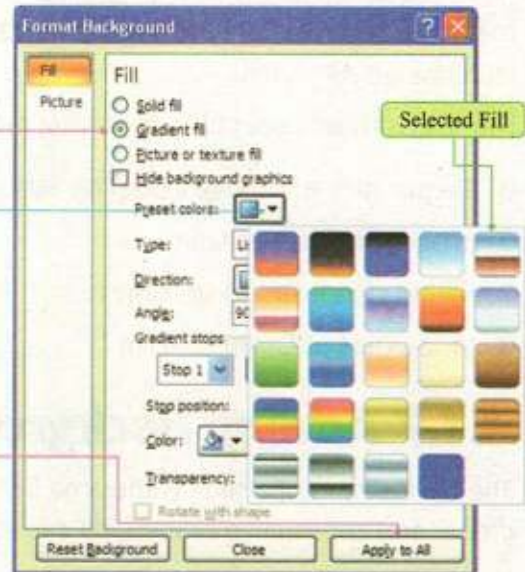 Format Background
Fill
Picture
Fill
Solid fill
Gradient fill
Picture or texture fill
Hide background graphics
Selected Fill
Preset colors:
Type:
Direction:
Angle:
Gradient stops
Stop 1
Stop position:
Color:
Transparency:
Rotate with shape
Reset Background
Close
Apply to All